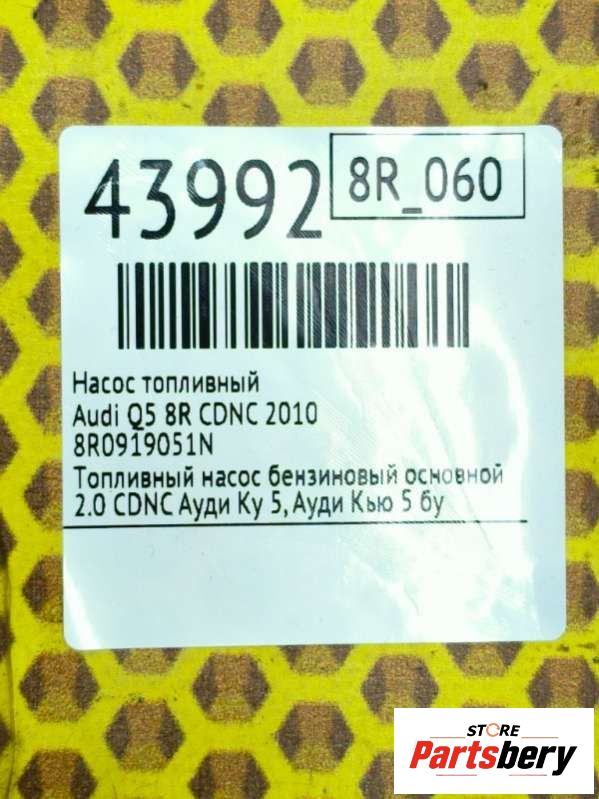 43992
8R_060
Насос топливный
Audi Q5 8R CDNC 2010
8R0919051N
Топливный насос бензиновый основной
2.0 CDNC Ауди Ку 5, Ауди Кью 5 бу
STORE
Partsbery